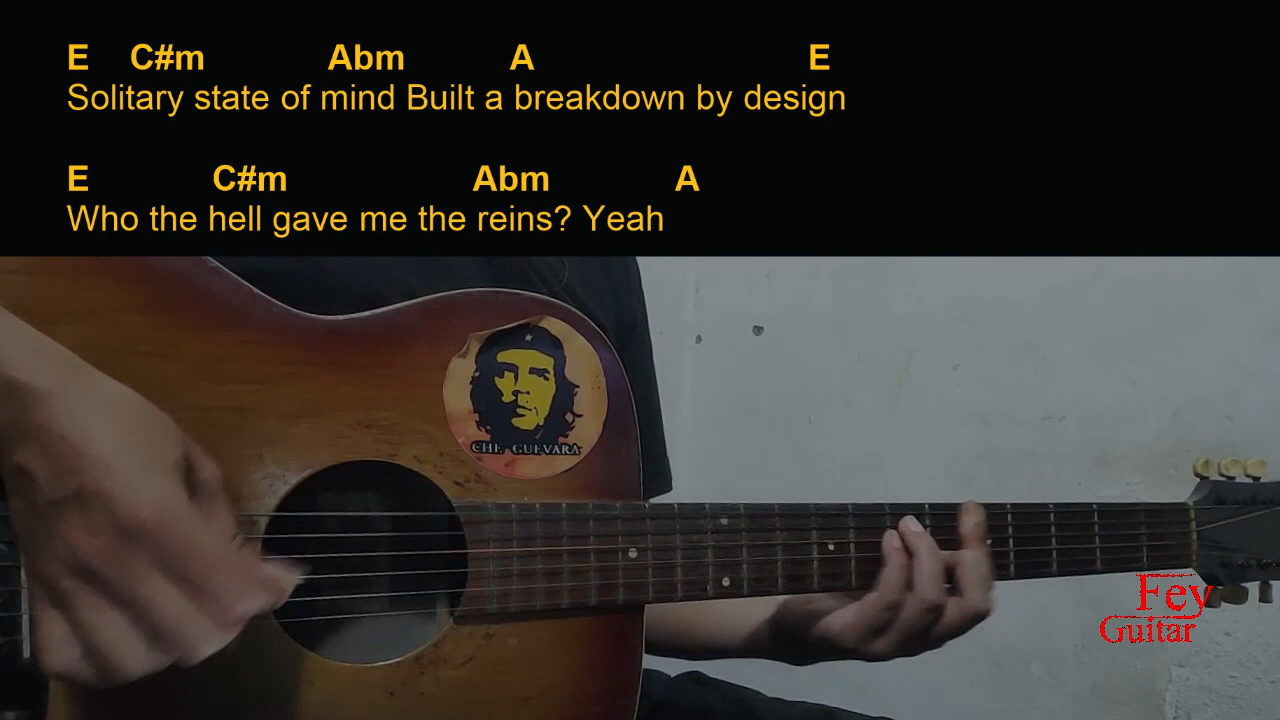 E C#m Abm A E
Solitary state of mind Built a breakdown by design
E C#m Abm A
Who the hell gave me the reins? Yeah
CHE GUEVARA
Fey
Guitar